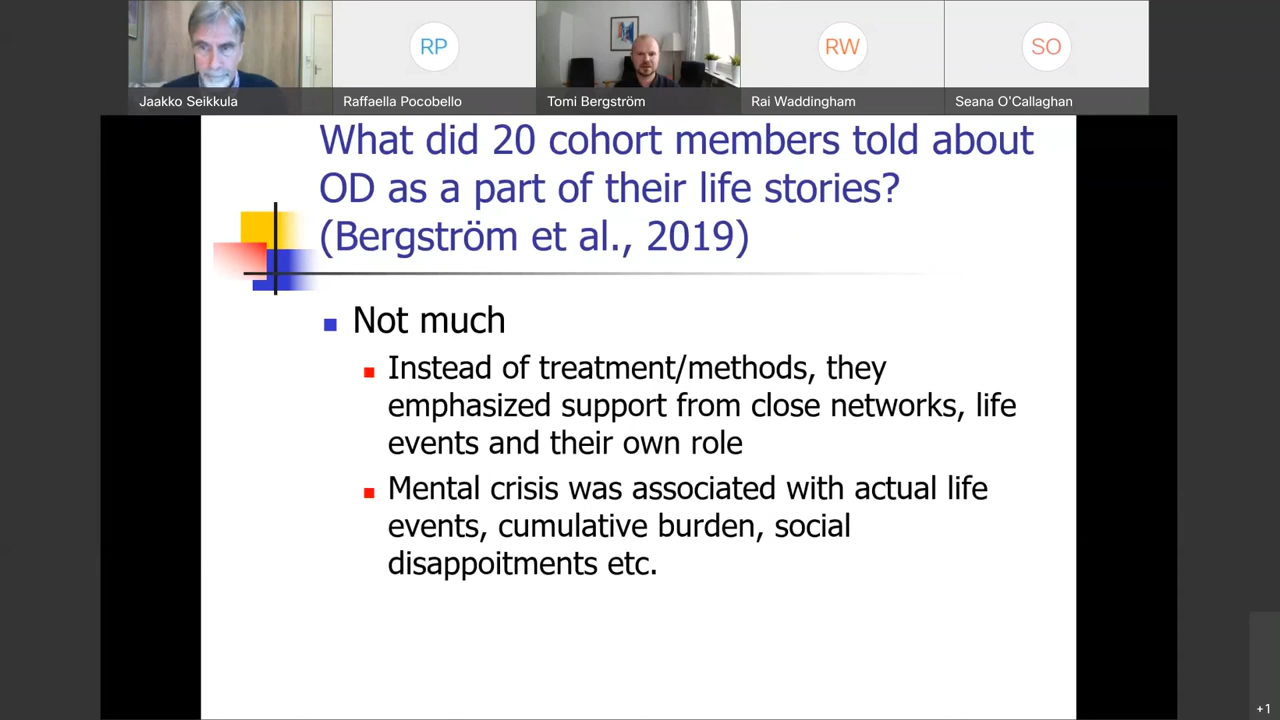 RP
RW
SO
Jaakko Seikkula
Raffaella Pocobello
Tomi Bergström
Rai Waddingham
Seana O'Callaghan
What did 20 cohort members told about
OD as a part of their life stories?
(Bergström et al., 2019)
Not much
Instead of treatment/methods, they
emphasized support from close networks, life
events and their own role
Mental crisis was associated with actual life
events, cumulative burden, social
disappoitments etc.
+1